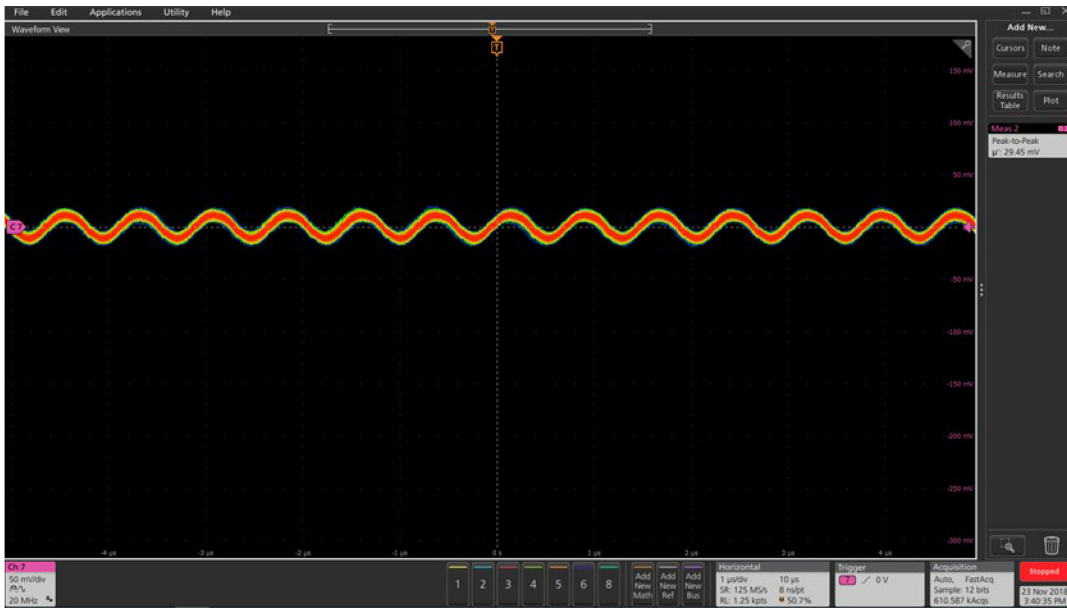 File Edit Applications Utility Help
Waveform View
T
T
Add New...
Cursors Note
Measure Search
Results Table Plot
Meas 2 7
Peak-to-Peak
µ': 29.45 mV
150 mV
100 mV
50 mV
Ch 7
-50 mV
-100 mV
-150 mV
-200 mV
-250 mV
-300 mV
-4 µs -3 µs -2 µs -1 µs 0 s 1 µs 2 µs 3 µs 4 µs
Ch 7
50 mV/div
20 MHz
1 2 3 4 5 6 8
Add New Math
Add New Ref
Add New Bus
Horizontal
1 µs/div 10 µs
SR: 125 MS/s 8 ns/pt
RL: 1.25 kpts 50.7%
Trigger
7 0 V
Acquisition
Auto, FastAcq
Sample: 12 bits
610.587 kAcqs
Stopped
23 Nov 2018
3:40:35 PM